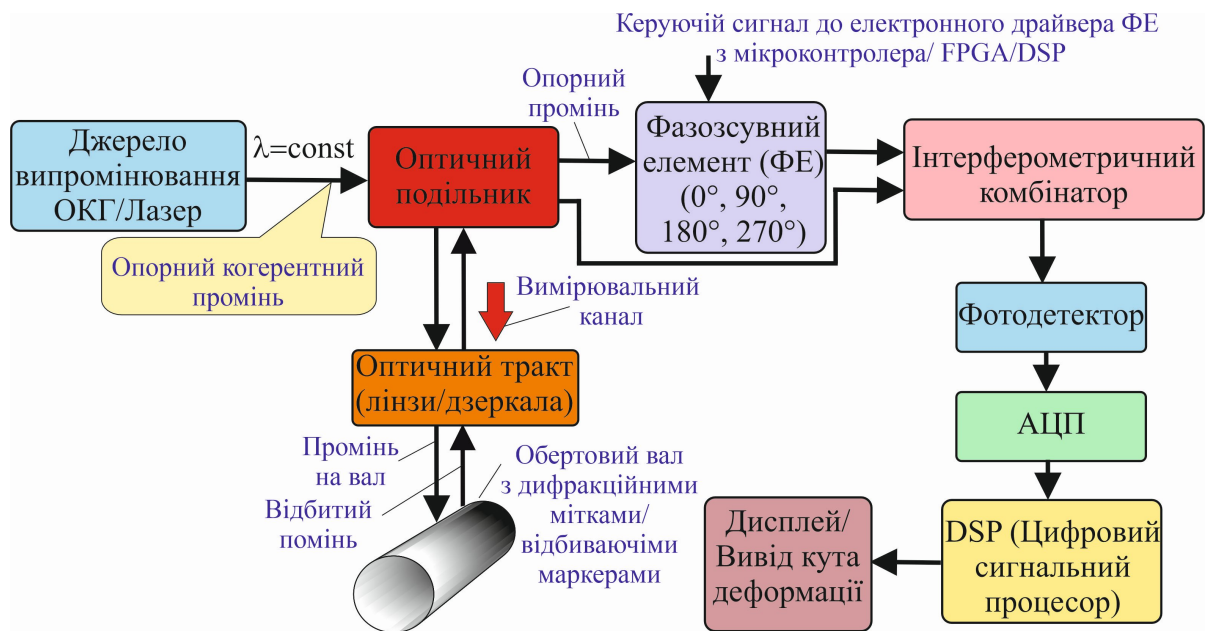 Керуючій сигнал до електронного драйвера ФЕ
з мікроконтролера/ FPGA/DSP
Опорний
промінь
Джерело
випромінювання
ОКГ/Лазер
λ=const
Оптичний
подільник
Фазозсувний
елемент (ФЕ)
(0°, 90°,
180°, 270°)
Інтерферометричний
комбінатор
Опорний когерентний
промінь
Вимірювальний
канал
Фотодетектор
Оптичний тракт
(лінзи/дзеркала)
АЦП
Промінь
на вал
Відбитий
помінь
Обертовий вал
з дифракційними
мітками/
відбиваючіми
маркерами
Дисплей/
Вивід кута
деформації
DSP (Цифровий
сигнальний
процесор)